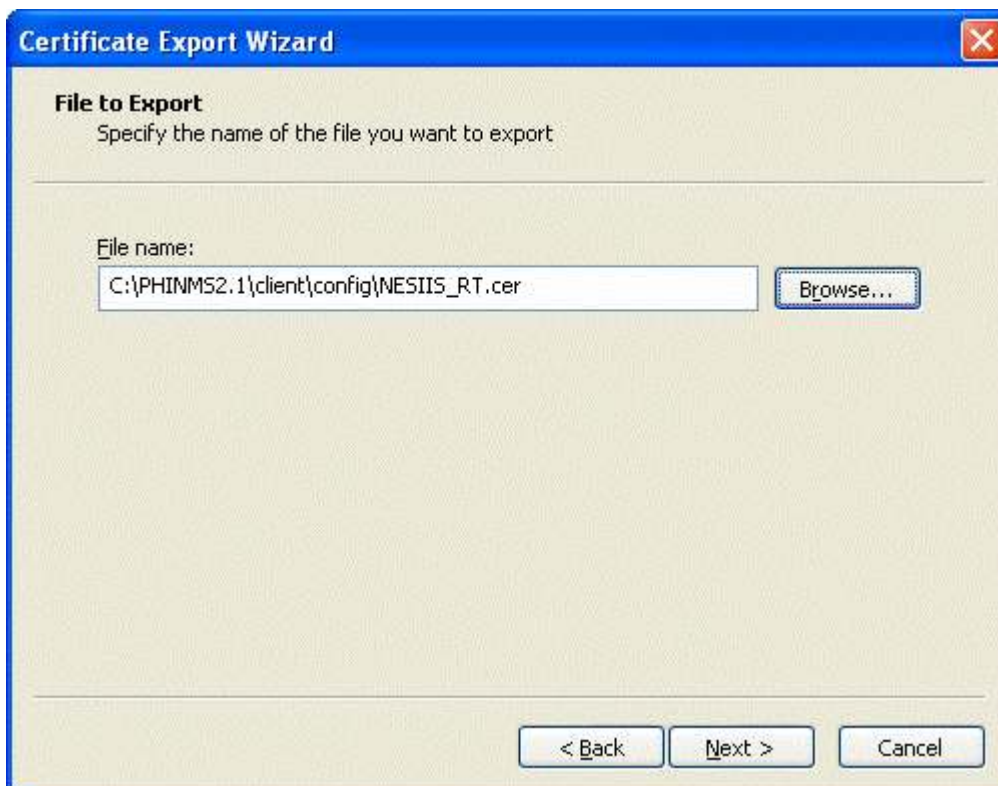 Certificate Export Wizard
File to Export
Specify the name of the file you want to export
File name:
C:\PHINMS2.1\client\config\NESIIS_RT.cer
Browse...
< Back
Next >
Cancel